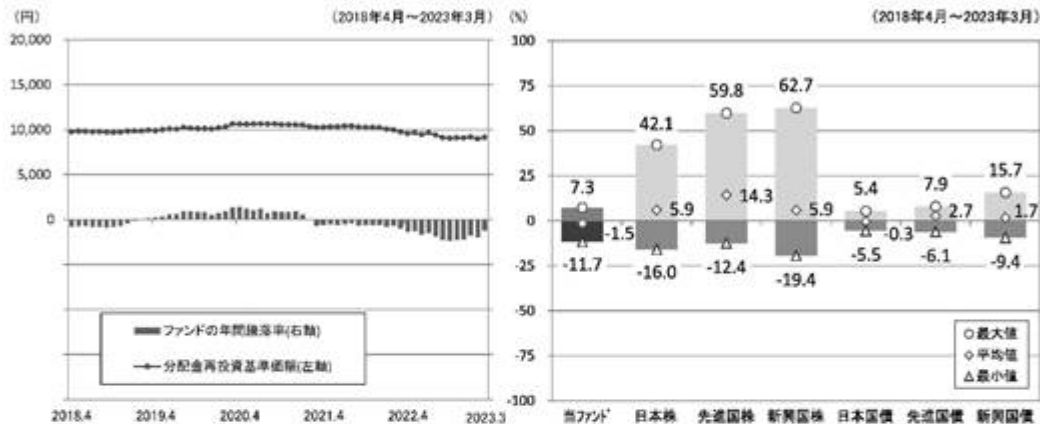 (円)
(2018年4月～2023年3月)
20,000
15,000
10,000
5,000
0
ファンドの年間騰落率(右軸)
分配金再投資基準価額(左軸)
2018.4 2019.4 2020.4 2021.4 2022.4 2023.3
(%)
(2018年4月～2023年3月)
100
75
50
25
0
-25
-50
-75
-100
7.3 42.1 59.8 62.7 5.4 7.9 15.7
-1.5 5.9 14.3 5.9 -0.3 2.7 1.7
-11.7 -16.0 -12.4 -19.4 -5.5 -6.1 -9.4
最大値
平均値
最小値
当ファンド 日本株 先進国株 新興国株 日本国債 先進国債 新興国債